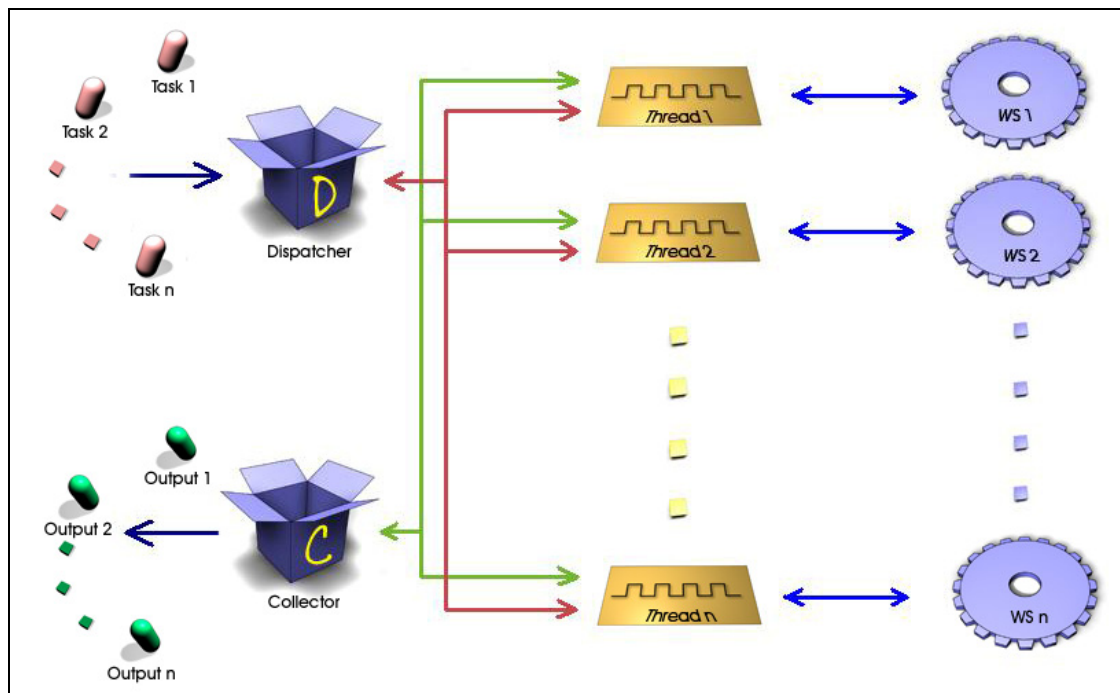 Task 1
Task 2
Task n
D
Dispatcher
Thread 1
WS 1
Thread 2
WS 2
Output 1
Output 2
Output n
C
Collector
Thread n
WS n